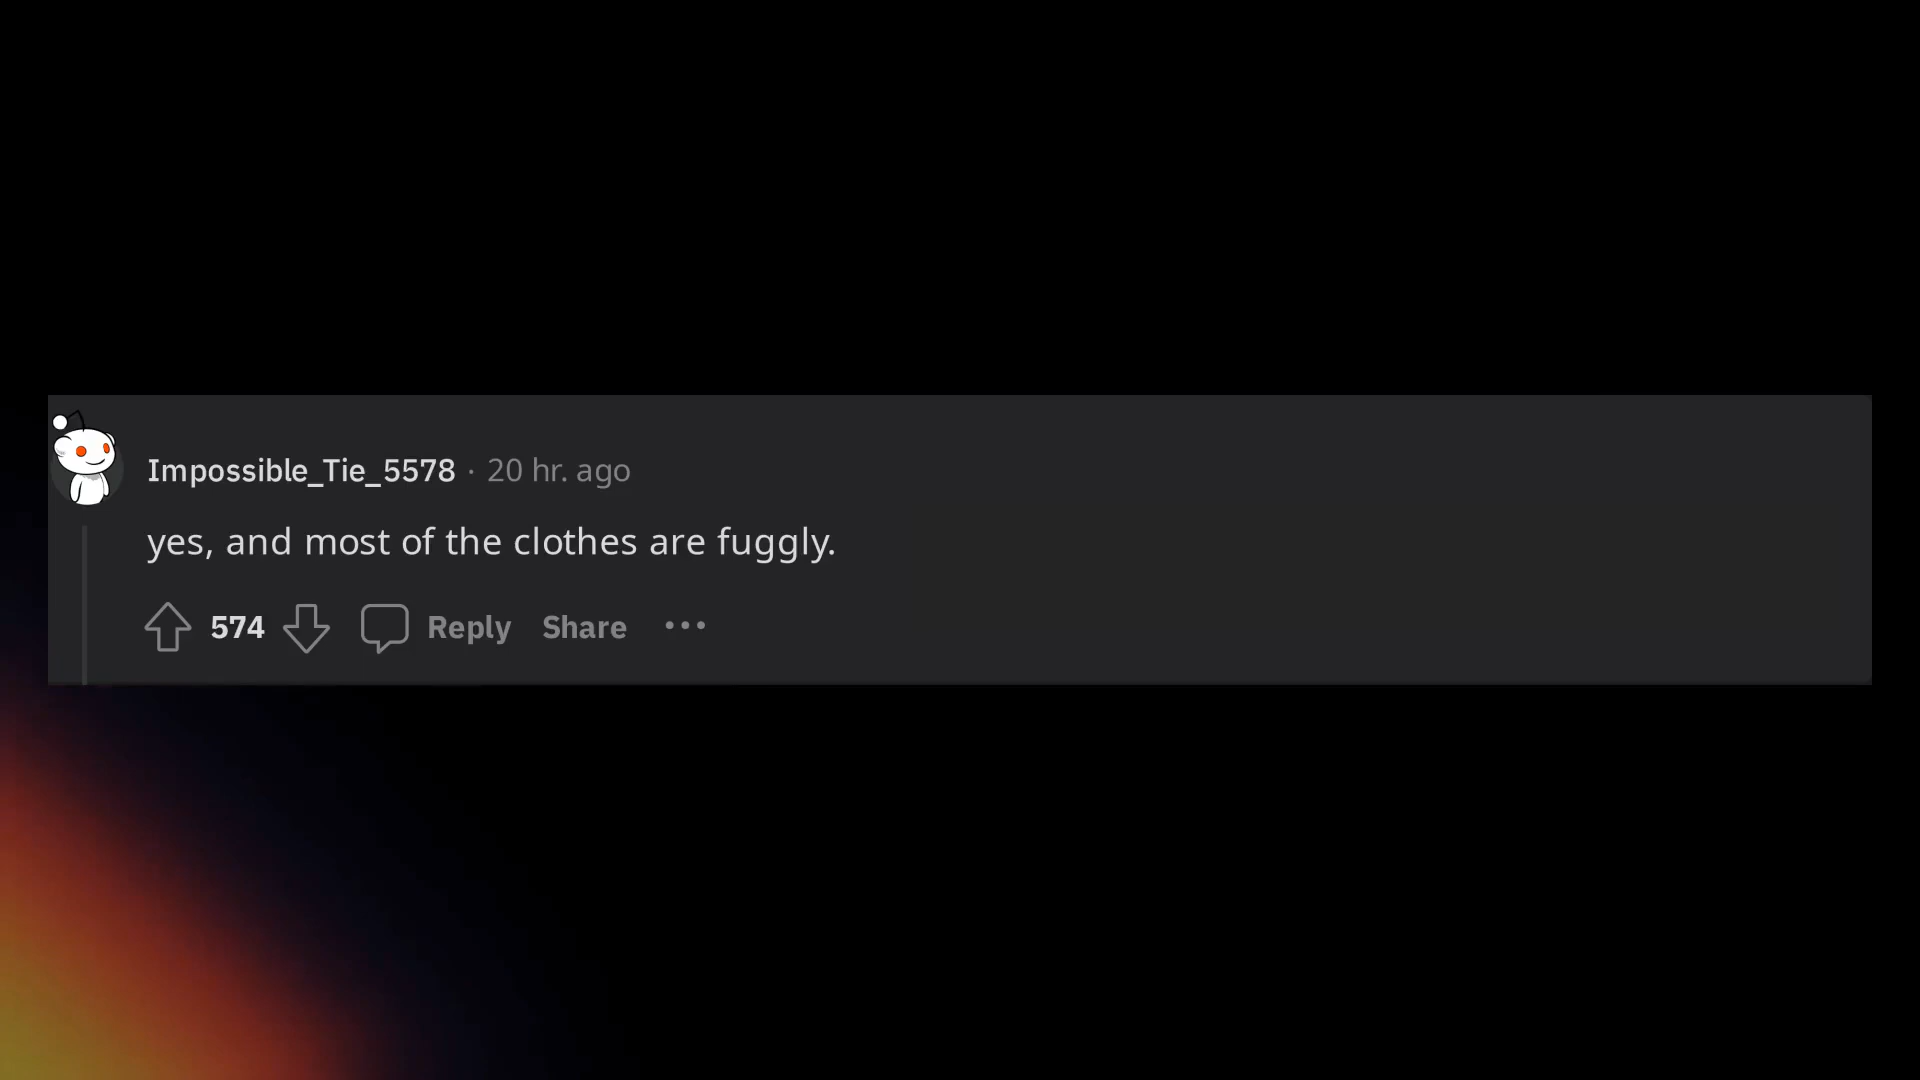 Impossible_Tie_5578 · 20 hr. ago
yes, and most of the clothes are fuggly.
574 Reply Share ···